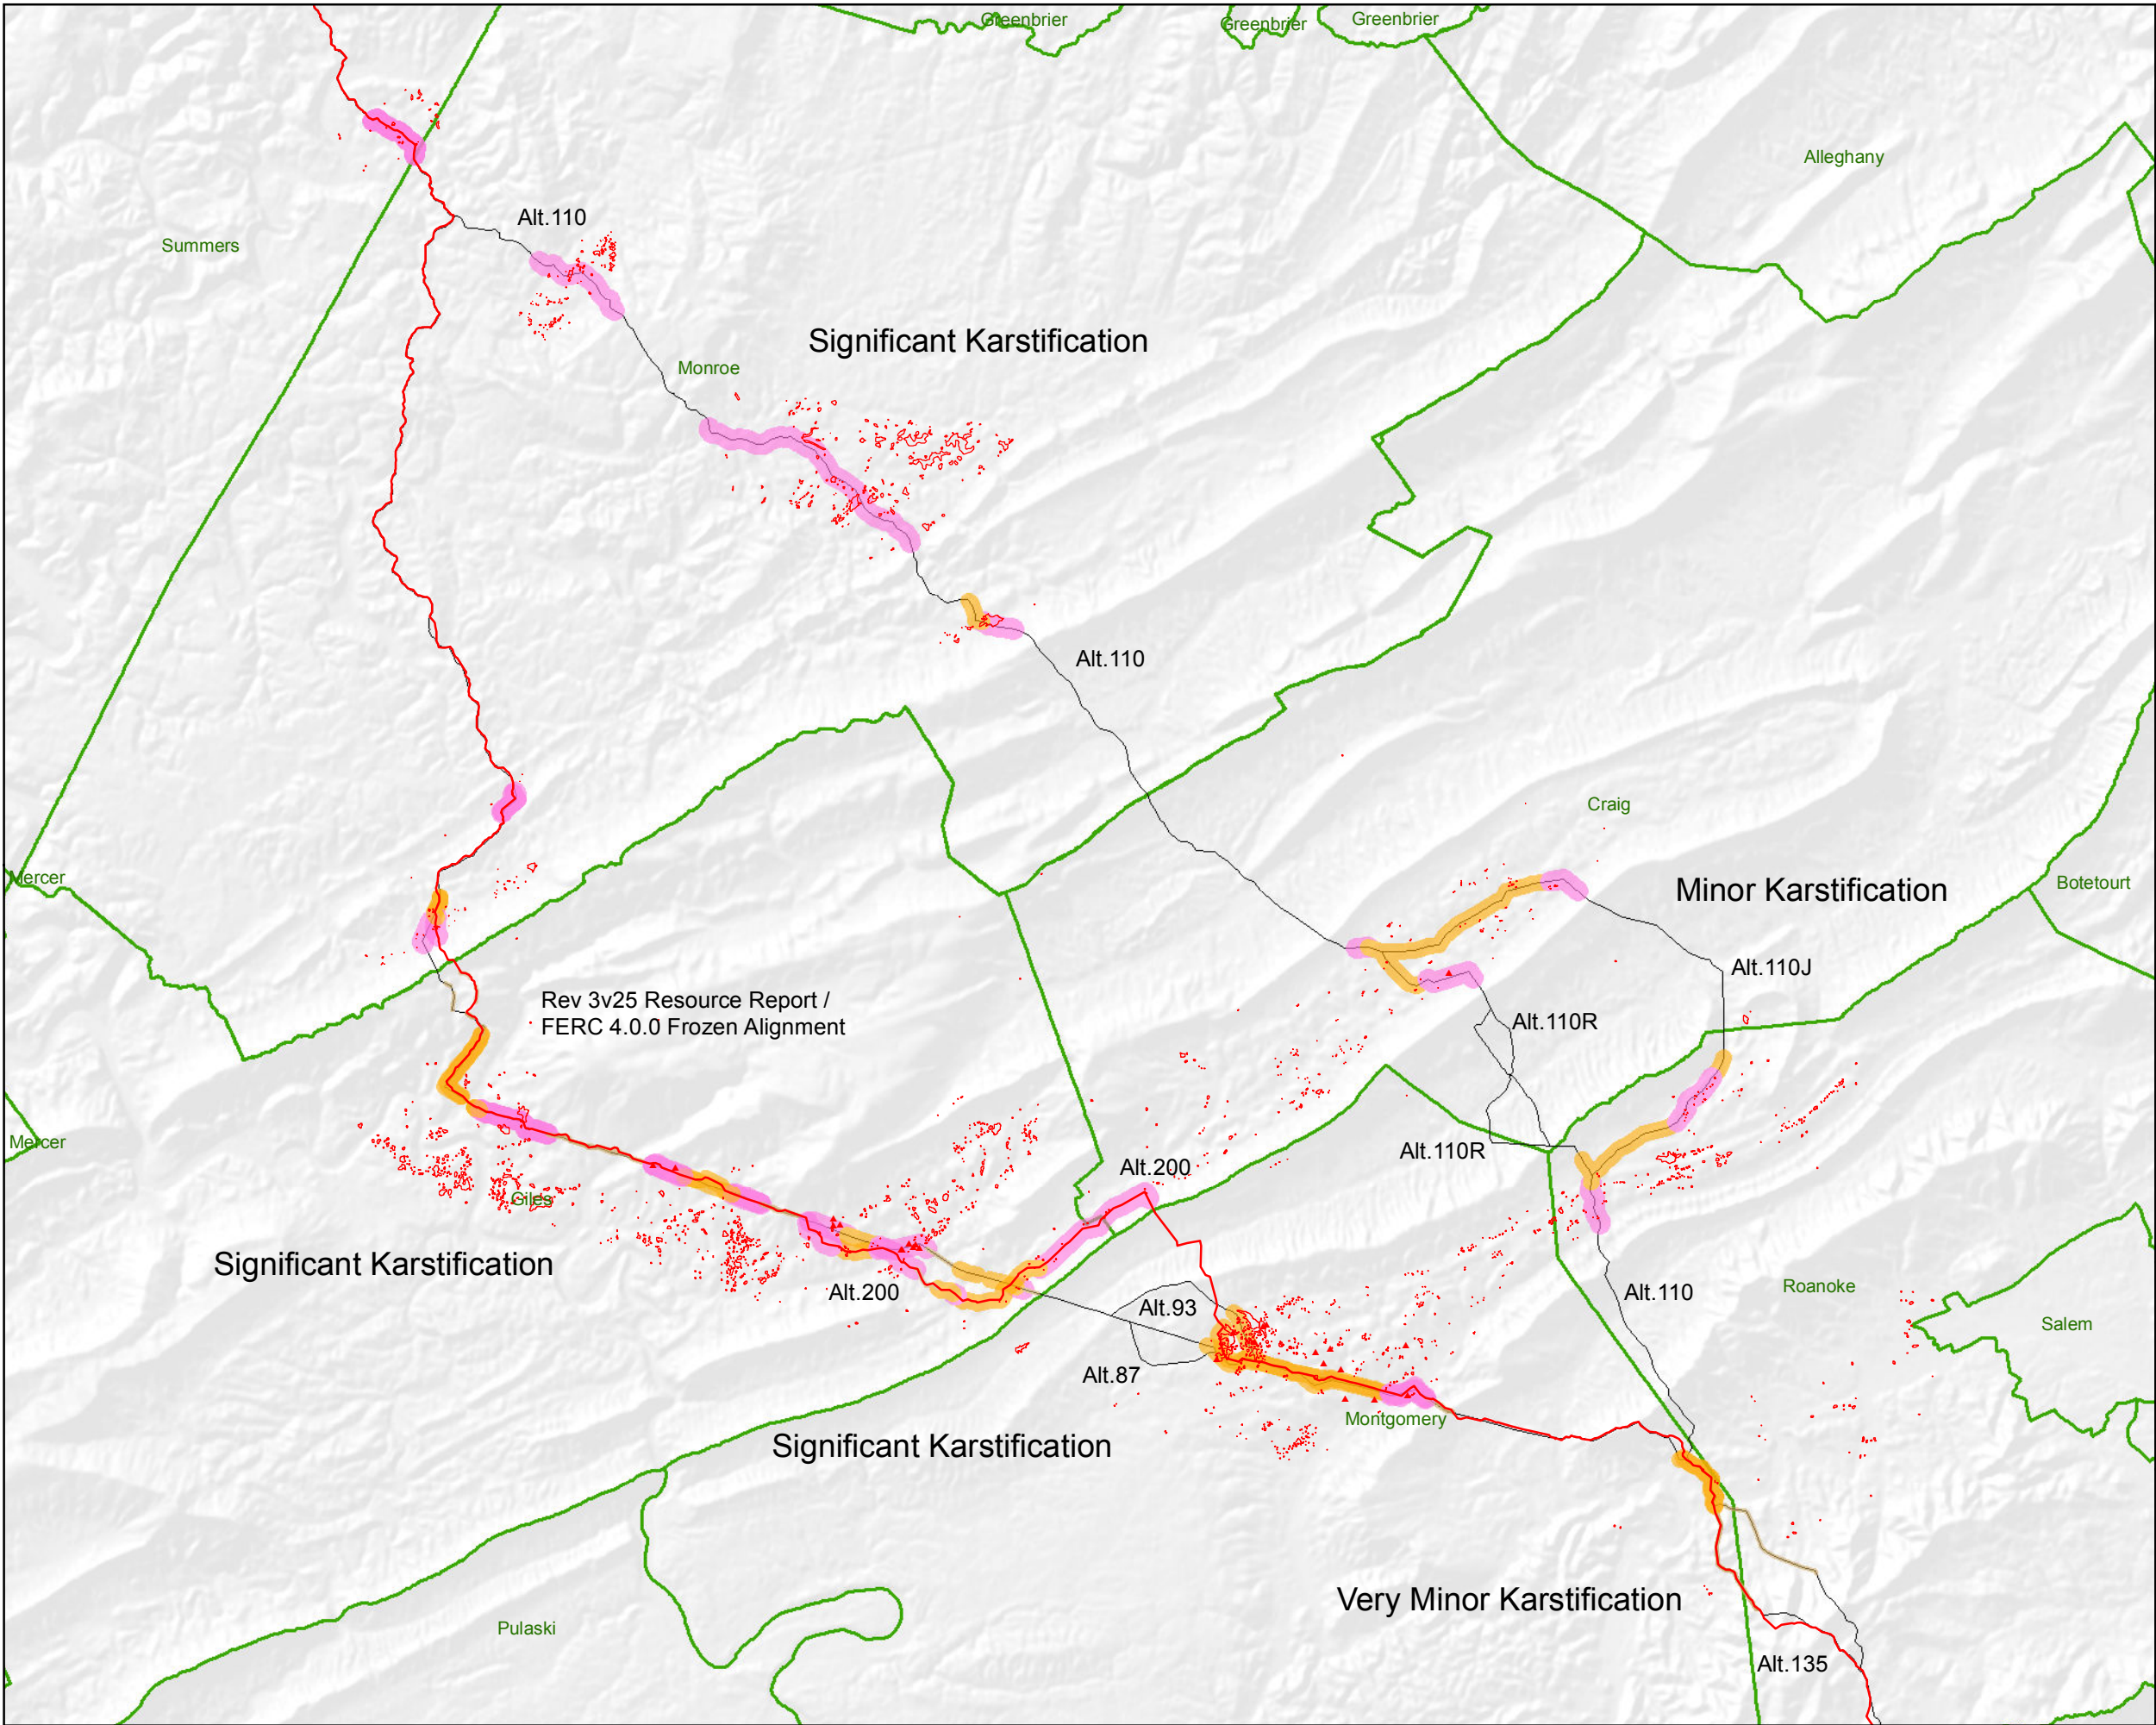 Greenbrier
Greenbrier
Greenbrier
Alleghany
Summers
Alt.110
Significant Karstification
Monroe
Alt.110
Craig
Mercer
Minor Karstification
Botetourt
Alt.110J
Rev 3v25 Resource Report /
FERC 4.0.0 Frozen Alignment
Alt.110R
Mercer
Alt.110R
Alt.200
Giles
Significant Karstification
Alt.200
Alt.93
Alt.110
Roanoke
Salem
Alt.87
Montgomery
Significant Karstification
Very Minor Karstification
Pulaski
Alt.135